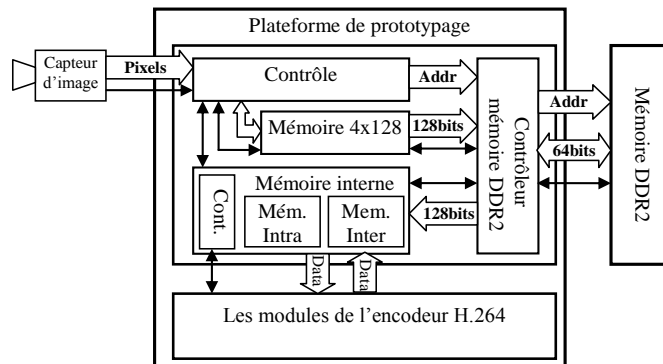 Plateforme de prototypage
Capteur
d'image
Pixels
Contrôle
Addr
Addr
Mémoire 4x128
128bits
Contrôleur
mémoire DDR2
64bits
Mémoire DDR2
Mémoire interne
Cont.
Mém.
Intra
Mem.
Inter
128bits
Data
Data
Les modules de l'encodeur H.264